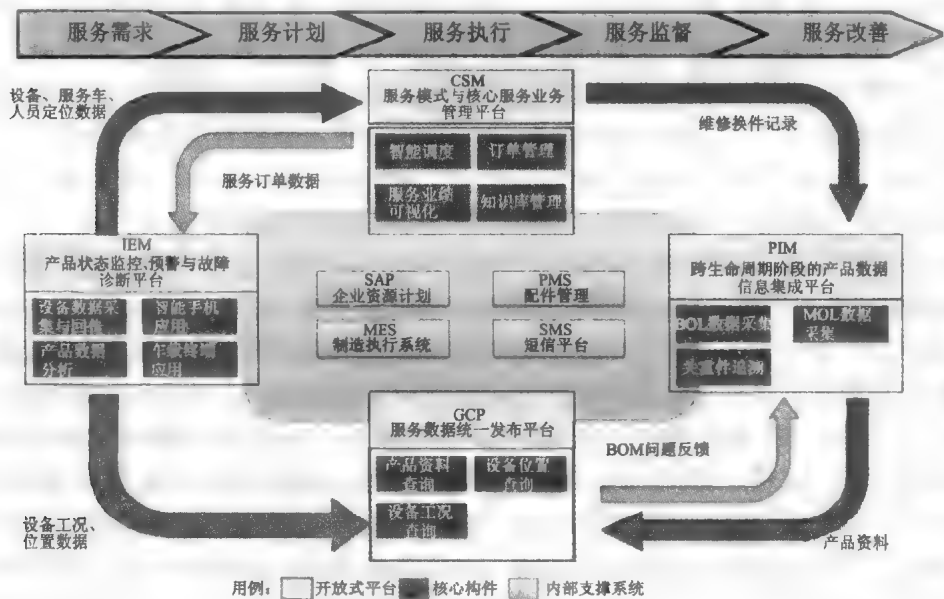 服务需求
服务计划
服务执行
服务监督
服务改善
设备、服务车、
人员定位数据
CSM
服务模式与核心服务业务
管理平台
智能调度
订单管理
服务业绩
可视化
知识库管理
维修换件记录
服务订单数据
IEM
产品状态监控、预警与故障
诊断平台
设备数据采
集与回传
智能手机
应用
产品数据
分析
车载终端
应用
SAP
企业资源计划
PMS
配件管理
MES
制造执行系统
SMS
短信平台
PIM
跨生命周期阶段的产品数据
信息集成平台
BOL数据采集
MOL数据
采集
关重件追溯
GCP
服务数据统一发布平台
产品资料
查询
设备位置
查询
设备工况
查询
BOM问题反馈
设备工况、
位置数据
产品资料
用例：
开放式平台
核心构件
内部支撑系统